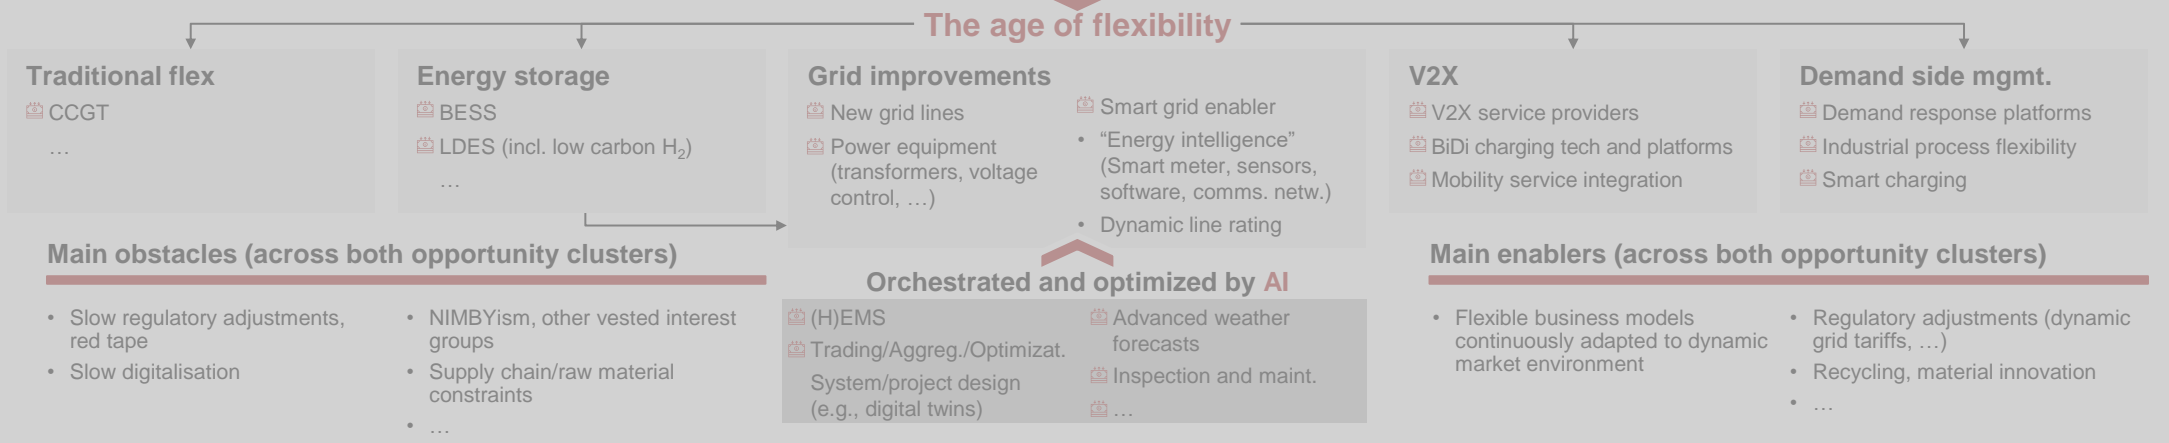 The age of flexibility
Traditional flex
CCGT
…
Energy storage
BESS
LDES (incl. low carbon H₂)
…
Grid improvements
New grid lines
Power equipment
(transformers, voltage
control, …)
Smart grid enabler
• “Energy intelligence”
(Smart meter, sensors,
software, comms. netw.)
• Dynamic line rating
V2X
V2X service providers
BiDi charging tech and platforms
Mobility service integration
Demand side mgmt.
Demand response platforms
Industrial process flexibility
Smart charging
Main obstacles (across both opportunity clusters)
• Slow regulatory adjustments,
red tape
• Slow digitalisation
• NIMBYism, other vested interest
groups
• Supply chain/raw material
constraints
• …
Orchestrated and optimized by AI
(H)EMS
Trading/Aggreg./Optimizat.
System/project design
(e.g., digital twins)
Advanced weather
forecasts
Inspection and maint.
…
Main enablers (across both opportunity clusters)
• Flexible business models
continuously adapted to dynamic
market environment
• Regulatory adjustments (dynamic
grid tariffs, …)
• Recycling, material innovation
• …